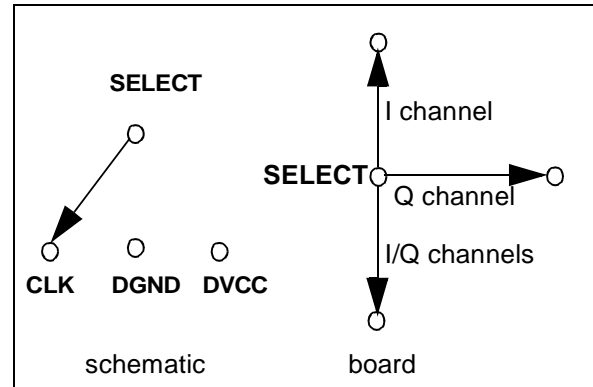 SELECT
CLK DGND DVCC
schematic
I channel
SELECT
Q channel
I/Q channels
board